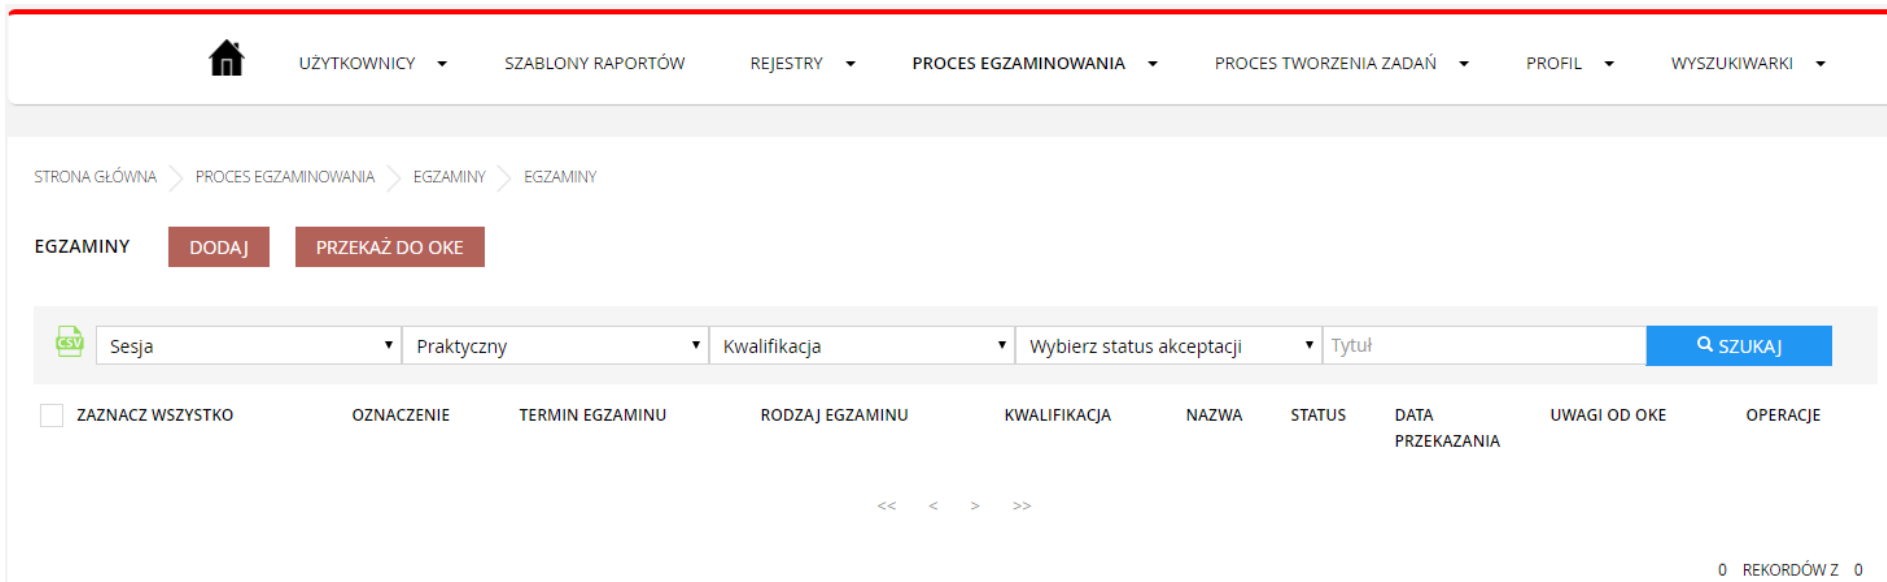 UŻYTKOWNICY SZABLONY RAPORTÓW REJESTRY PROCES EGZAMINOWANIA PROCES TWORZENIA ZADAŃ PROFIL WYSZUKIWARKI
STRONA GŁÓWNA PROCES EGZAMINOWANIA EGZAMINY EGZAMINY
EGZAMINY DODAJ PRZEKAŻ DO OKE
CSV Sesja Praktyczny Kwalifikacja Wybierz status akceptacji Tytuł SZUKAJ
ZAZNACZ WSZYSTKO OZNACZENIE TERMIN EGZAMINU RODZAJ EGZAMINU KWALIFIKACJA NAZWA STATUS DATA PRZEKAZANIA UWAGI OD OKE OPERACJE
<< < > >>
0 REKORDÓW Z 0